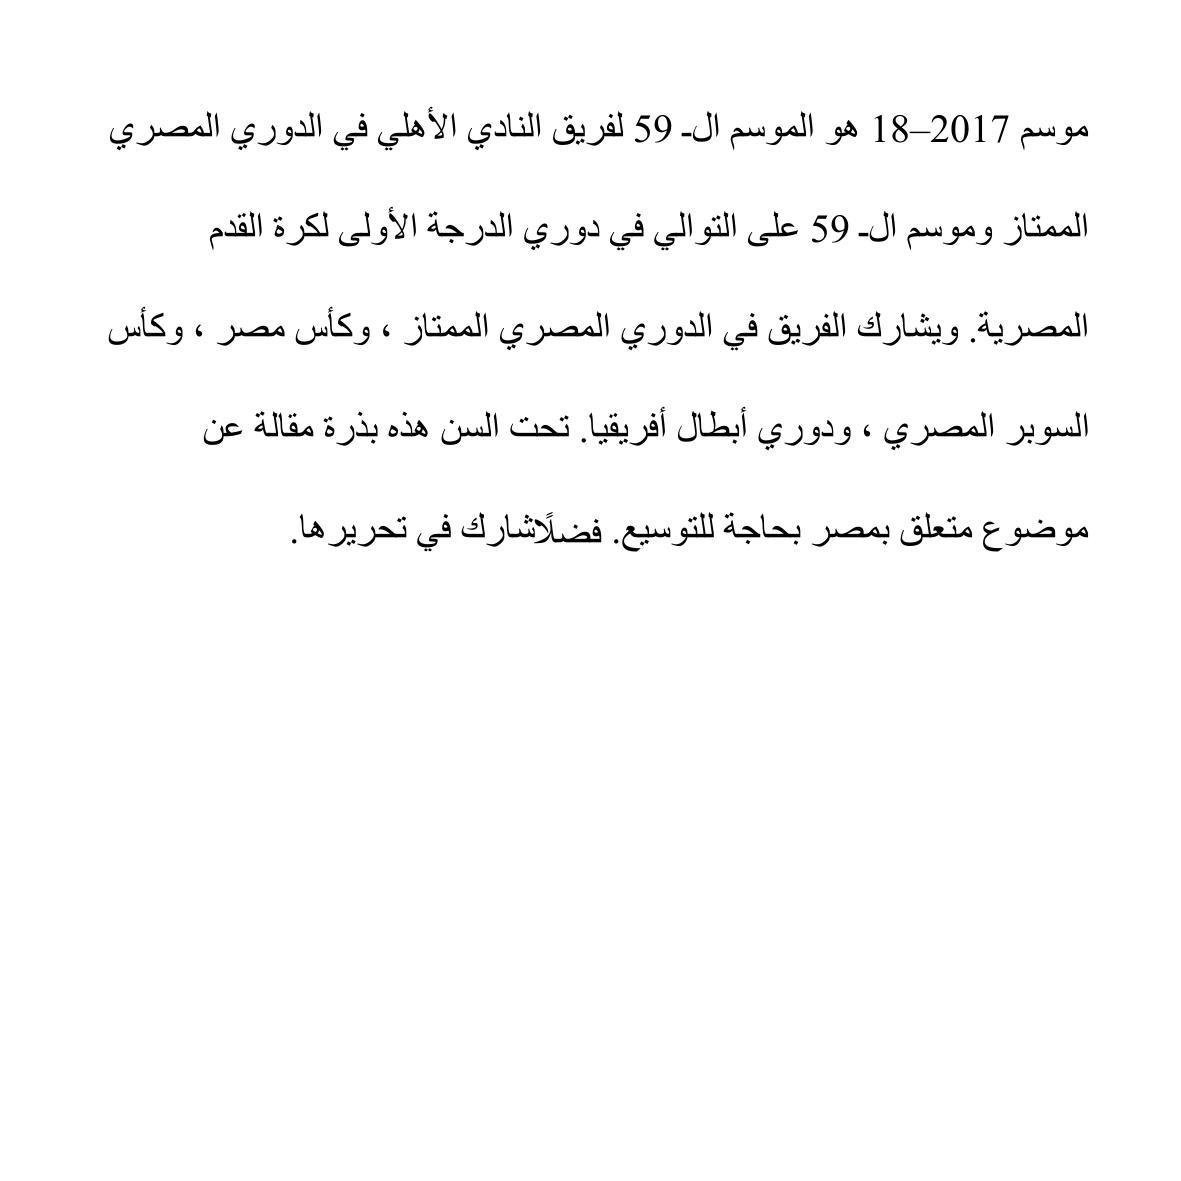 موسم 2017–18 هو الموسم الـ 59 لفريق النادي الأهلي في الدوري المصري
الممتاز وموسم الـ 59 على التوالي في دوري الدرجة الأولى لكرة القدم
المصرية. ويشارك الفريق في الدوري المصري الممتاز ، وكأس مصر ، وكأس
السوبر المصري ، ودوري أبطال أفريقيا. تحت السن هذه بذرة مقالة عن
موضوع متعلق بمصر بحاجة للتوسيع. فضلًاشارك في تحريرها.